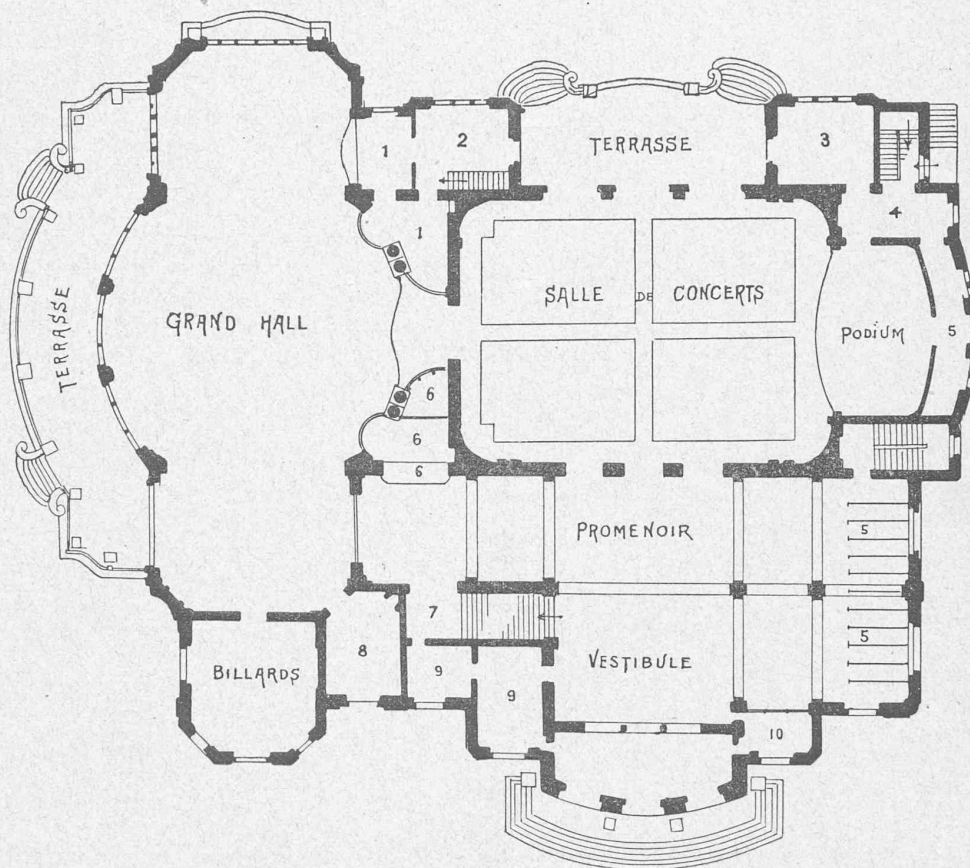 1
2
TERRASSE
3
4
1
SALLE DE CONCERTS
GRAND HALL
TERRASSE
PODIUM
5
6
6
6
PROMENOIR
5
7
VESTIBULE
5
8
BILLARDS
9
9
10